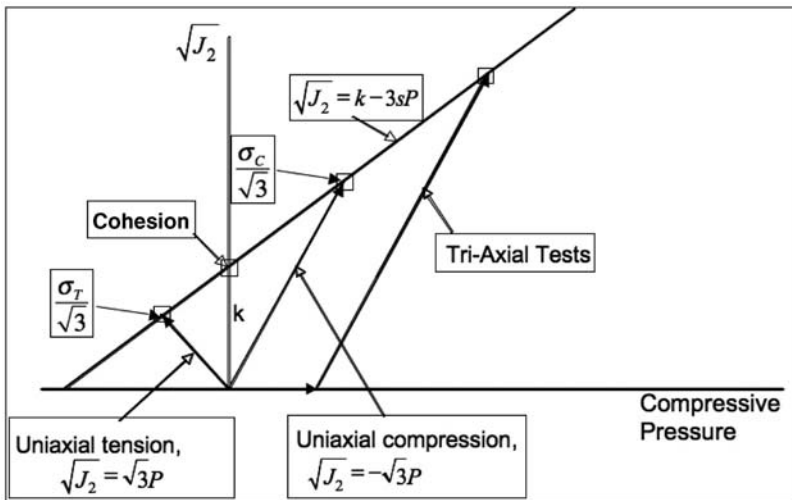 √J₂
√J₂ = k − 3sP
σ_C/√3
Cohesion
Tri-Axial Tests
σ_T/√3
k
Compressive
Pressure
Uniaxial tension,
√J₂ = √3P
Uniaxial compression,
√J₂ = −√3P